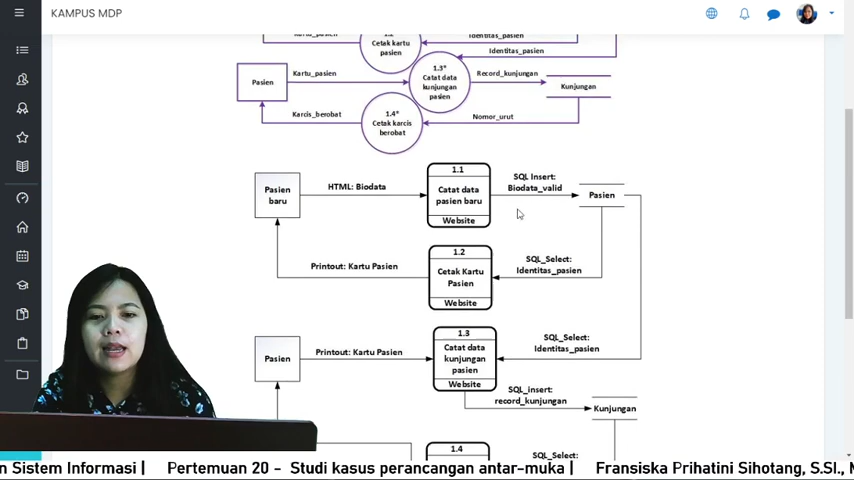 KAMPUS MDP
Identitas_pasien
Cetak kartu
pasien
Identitas_pasien
1.3*
Catat data
kunjungan
pasien
Pasien
Kartu_pasien
Record_kunjungan
Kunjungan
1.4*
Cetak karcis
berobat
Karcis_berobat
Nomor_urut
1.1
Catat data
pasien baru
Website
Pasien
baru
HTML: Biodata
SQL Insert:
Biodata_valid
Pasien
1.2
Cetak Kartu
Pasien
Website
Printout: Kartu Pasien
SQL_Select:
Identitas_pasien
1.3
Catat data
kunjungan
pasien
Website
Pasien
Printout: Kartu Pasien
SQL_Select:
Identitas_pasien
SQL_insert:
record_kunjungan
Kunjungan
1.4
SQL_Select:
n Sistem Informasi | Pertemuan 20 - Studi kasus perancangan antar-muka | Fransiska Prihatini Sihotang, S.SI., M